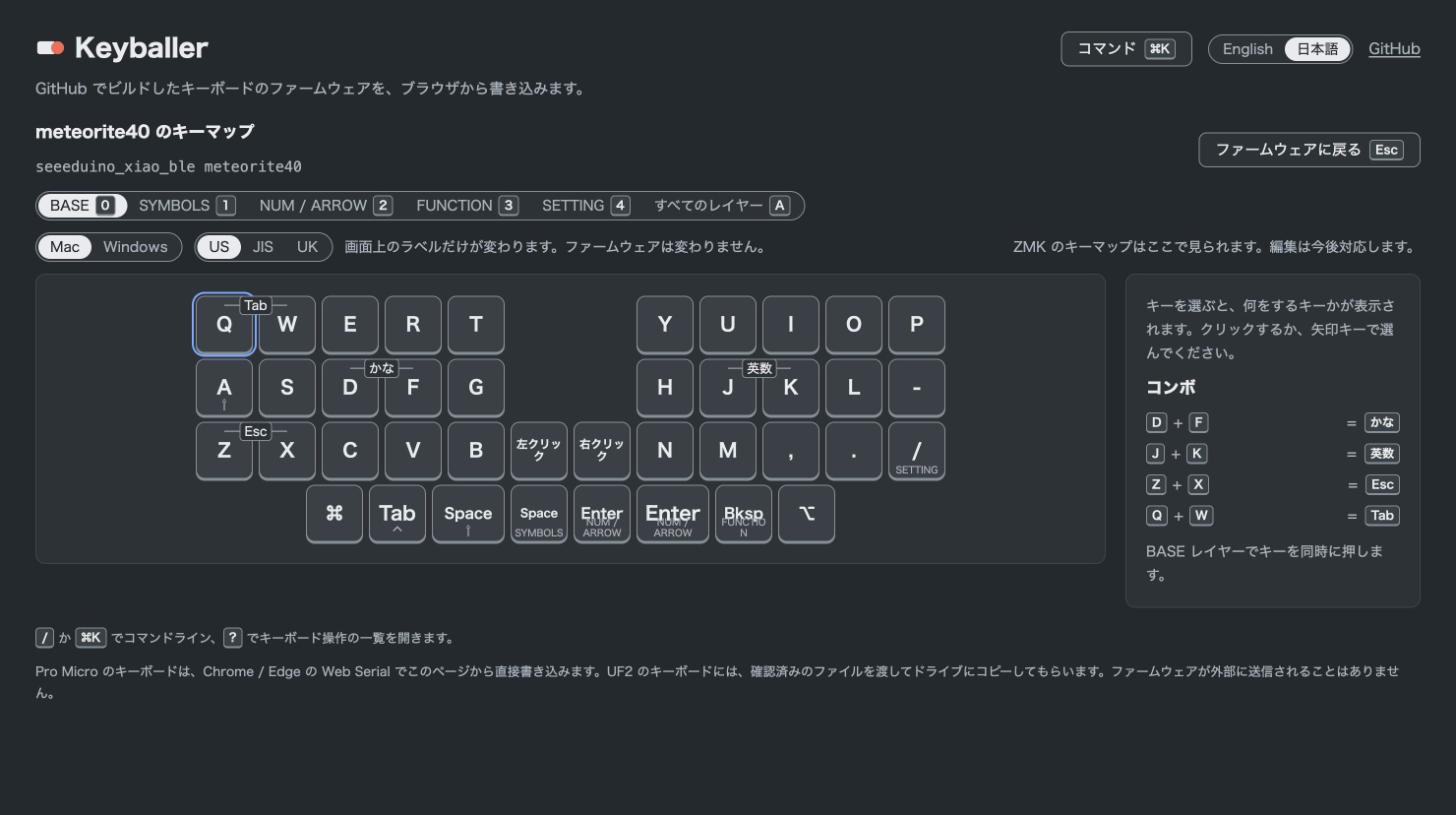 Keyballer
コマンド ⌘K English 日本語 GitHub
GitHub でビルドしたキーボードのファームウェアを、ブラウザから書き込みます。
meteorite40 のキーマップ
seeeduino_xiao_ble meteorite40
ファームウェアに戻る Esc
BASE 0 SYMBOLS 1 NUM / ARROW 2 FUNCTION 3 SETTING 4 すべてのレイヤー A
Mac Windows US JIS UK 画面上のラベルだけが変わります。ファームウェアは変わりません。
ZMK のキーマップはここで見られます。編集は今後対応します。
Tab
Q W E R T Y U I O P
かな 英数
A S D F G H J K L -
⇧
Esc
Z X C V B 左クリック 右クリック N M , . /
SETTING
⌘ Tab Space Space Enter Enter Bksp ⌥
⌃ ⇧ SYMBOLS NUM / ARROW NUM / ARROW FUNCTION
キーを選ぶと、何をするキーかが表示さ
れます。クリックするか、矢印キーで選
んでください。
コンボ
D + F = かな
J + K = 英数
Z + X = Esc
Q + W = Tab
BASE レイヤーでキーを同時に押しま
す。
/ か ⌘K でコマンドライン、 ? でキーボード操作の一覧を開きます。
Pro Micro のキーボードは、Chrome / Edge の Web Serial でこのページから直接書き込みます。UF2 のキーボードには、確認済みのファイルを渡してドライブにコピーしてもらいます。ファームウェアが外部に送信されることはありませ
ん。